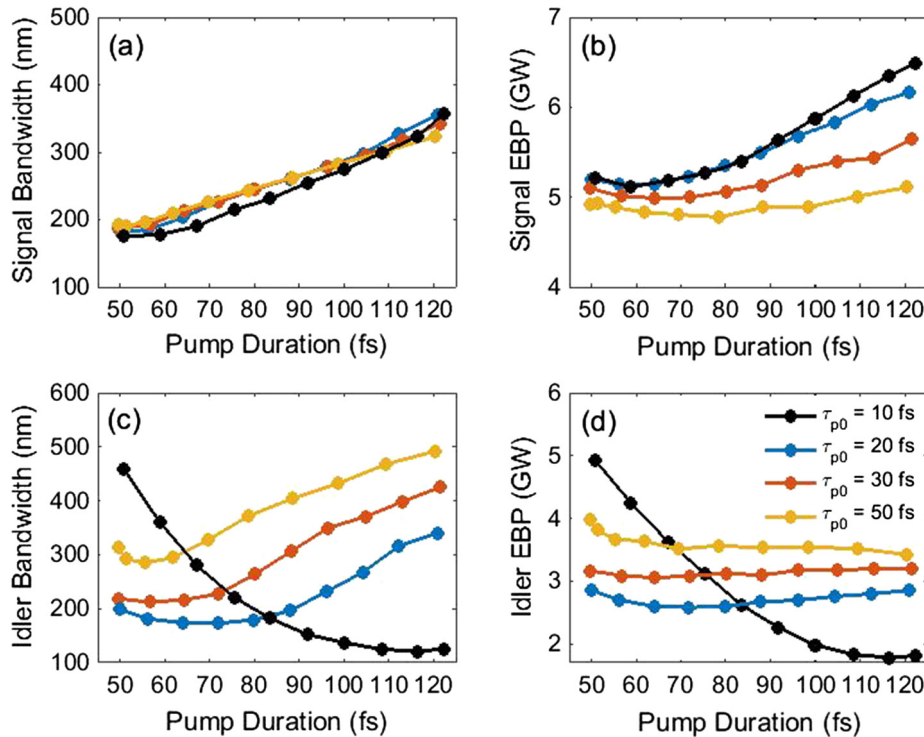 (a)
Signal Bandwidth (nm)
500
400
300
200
100
50 60 70 80 90 100 110 120
Pump Duration (fs)
(b)
Signal EBP (GW)
7
6
5
4
50 60 70 80 90 100 110 120
Pump Duration (fs)
(c)
Idler Bandwidth (nm)
600
500
400
300
200
100
50 60 70 80 90 100 110 120
Pump Duration (fs)
(d)
Idler EBP (GW)
6
5
4
3
2
τp0 = 10 fs
τp0 = 20 fs
τp0 = 30 fs
τp0 = 50 fs
50 60 70 80 90 100 110 120
Pump Duration (fs)